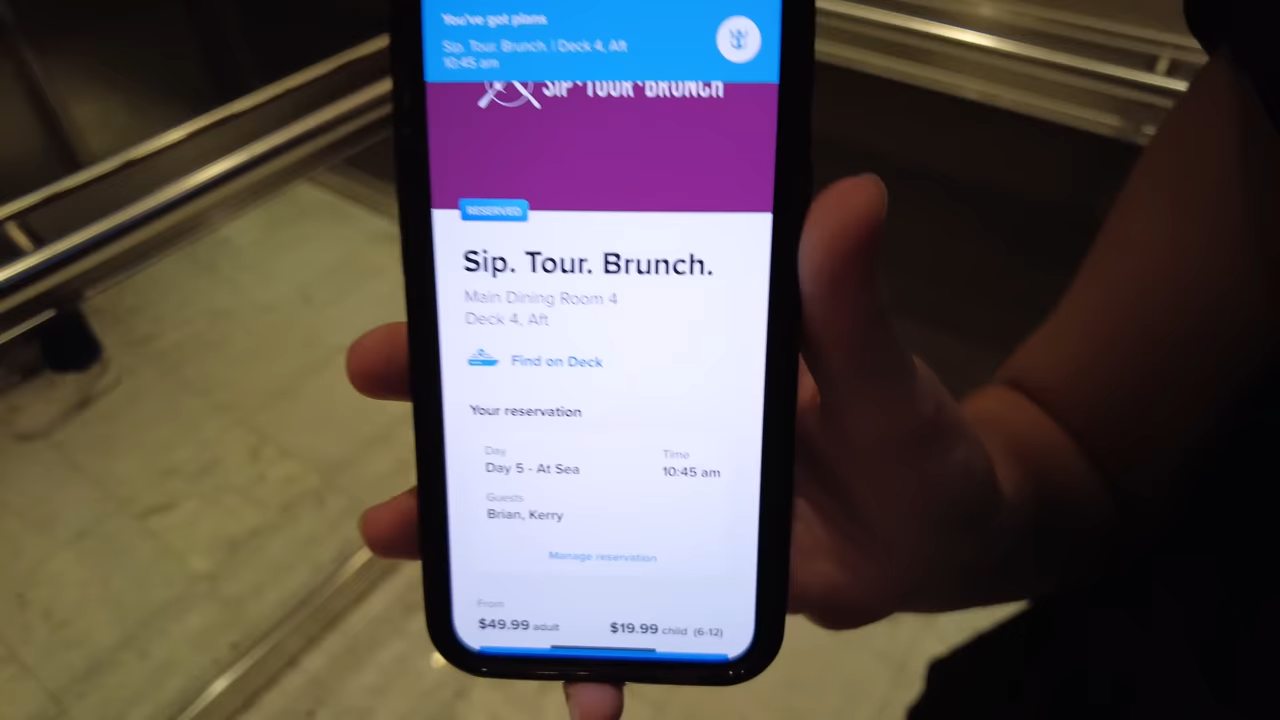 You've got plans
Sip. Tour. Brunch. | Deck 4, Aft
10:45 am
SIP·TOUR·BRUNCH
RESERVED
Sip. Tour. Brunch.
Main Dining Room 4
Deck 4, Aft
Find on Deck
Your reservation
Day Time
Day 5 - At Sea 10:45 am
Guests
Brian, Kerry
Manage reservation
From
$49.99 adult $19.99 child (6-12)